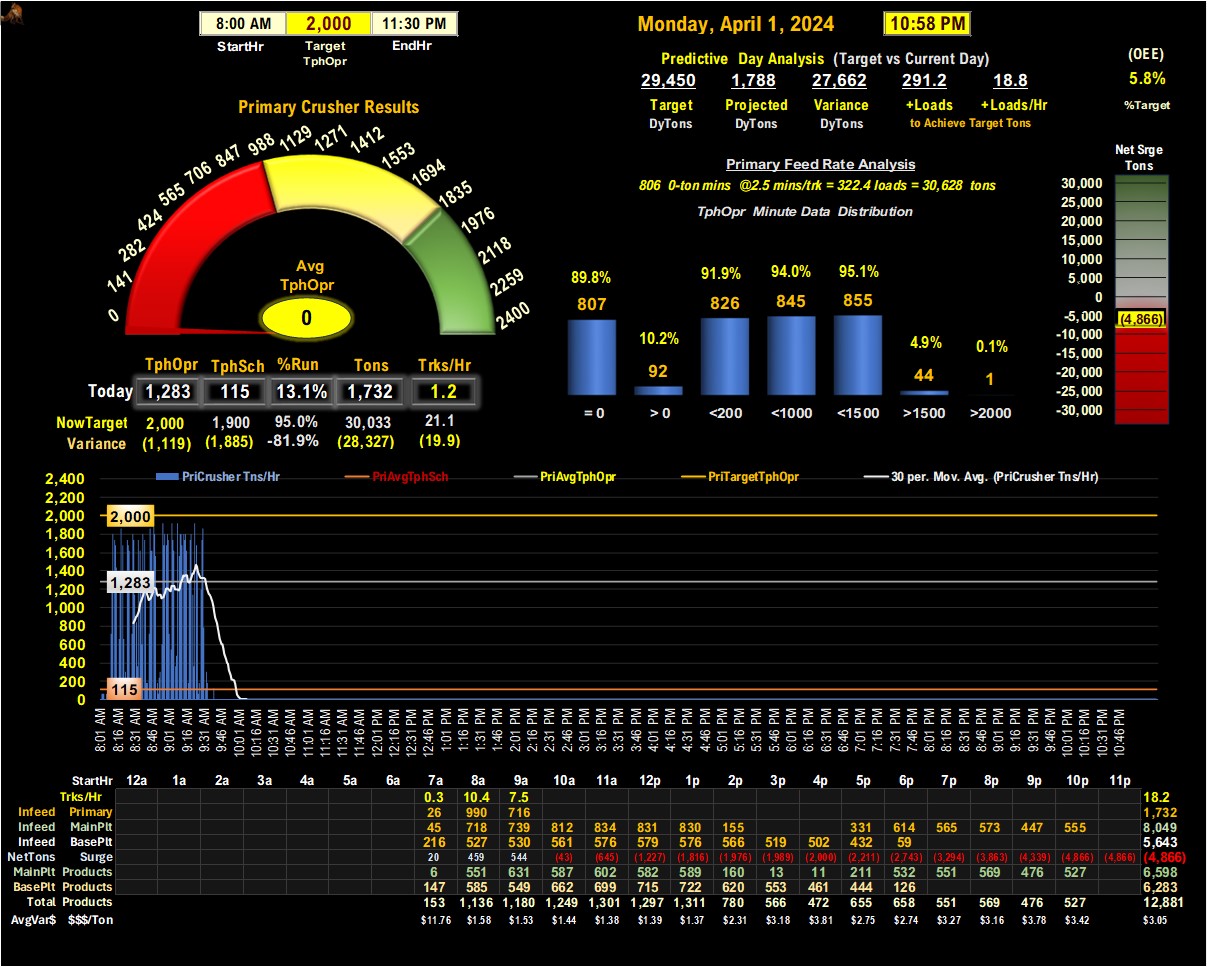 8:00 AM 2,000 11:30 PM
StartHr Target EndHr
TphOpr
Monday, April 1, 2024 10:58 PM
Predictive Day Analysis (Target vs Current Day)
29,450 1,788 27,662 291.2 18.8
Target Projected Variance +Loads +Loads/Hr
DyTons DyTons DyTons to Achieve Target Tons
(OEE)
5.8%
%Target
Primary Crusher Results
0 141 282 424 565 706 847 988 1129 1271 1412 1553 1694 1835 1976 2118 2259 2400
Avg
TphOpr
0
TphOpr TphSch %Run Tons Trks/Hr
Today 1,283 115 13.1% 1,732 1.2
NowTarget 2,000 1,900 95.0% 30,033 21.1
Variance (1,119) (1,885) -81.9% (28,327) (19.9)
Primary Feed Rate Analysis
806 0-ton mins @2.5 mins/trk = 322.4 loads = 30,628 tons
TphOpr Minute Data Distribution
89.8% 10.2% 91.9% 94.0% 95.1% 4.9% 0.1%
807 92 826 845 855 44 1
= 0 > 0 <200 <1000 <1500 >1500 >2000
Net Srge
Tons
30,000
25,000
20,000
15,000
10,000
5,000
0
-5,000
(4,866)
-10,000
-15,000
-20,000
-25,000
-30,000
PriCrusher Tns/Hr PriAvgTphSch PriAvgTphOpr PriTargetTphOpr 30 per. Mov. Avg. (PriCrusher Tns/Hr)
2,400
2,200
2,000
1,800
1,600
1,400
1,200
1,000
800
600
400
200
0
2,000
1,283
115
8:01 AM 8:16 AM 8:31 AM 8:46 AM 9:01 AM 9:16 AM 9:31 AM 9:46 AM 10:01 AM 10:16 AM 10:31 AM 10:46 AM 11:01 AM 11:16 AM 11:31 AM 11:46 AM 12:01 PM 12:16 PM 12:31 PM 12:46 PM 1:01 PM 1:16 PM 1:31 PM 1:46 PM 2:01 PM 2:16 PM 2:31 PM 2:46 PM 3:01 PM 3:16 PM 3:31 PM 3:46 PM 4:01 PM 4:16 PM 4:31 PM 4:46 PM 5:01 PM 5:16 PM 5:31 PM 5:46 PM 6:01 PM 6:16 PM 6:31 PM 6:46 PM 7:01 PM 7:16 PM 7:31 PM 7:46 PM 8:01 PM 8:16 PM 8:31 PM 8:46 PM 9:01 PM 9:16 PM 9:31 PM 9:46 PM 10:01 PM 10:16 PM 10:31 PM 10:46 PM
StartHr 12a 1a 2a 3a 4a 5a 6a 7a 8a 9a 10a 11a 12p 1p 2p 3p 4p 5p 6p 7p 8p 9p 10p 11p
Trks/Hr 0.3 10.4 7.5 18.2
Infeed Primary 26 990 716 1,732
Infeed MainPlt 45 718 739 812 834 831 830 155 331 614 565 573 447 555 8,049
Infeed BasePlt 216 527 530 561 576 579 576 566 519 502 432 59 5,643
NetTons Surge 20 459 544 (43) (645) (1,227) (1,816) (1,976) (1,989) (2,000) (2,211) (2,743) (3,294) (3,863) (4,339) (4,866) (4,866) (4,866)
MainPlt Products 6 551 631 587 602 582 589 160 13 11 211 532 551 569 476 527 6,598
BasePlt Products 147 585 549 662 699 715 722 620 553 461 444 126 6,283
Total Products 153 1,136 1,180 1,249 1,301 1,297 1,311 780 566 472 655 658 551 569 476 527 12,881
AvgVar$ $$$/Ton $11.76 $1.58 $1.53 $1.44 $1.38 $1.39 $1.37 $2.31 $3.18 $3.81 $2.75 $2.74 $3.27 $3.16 $3.78 $3.42 $3.05